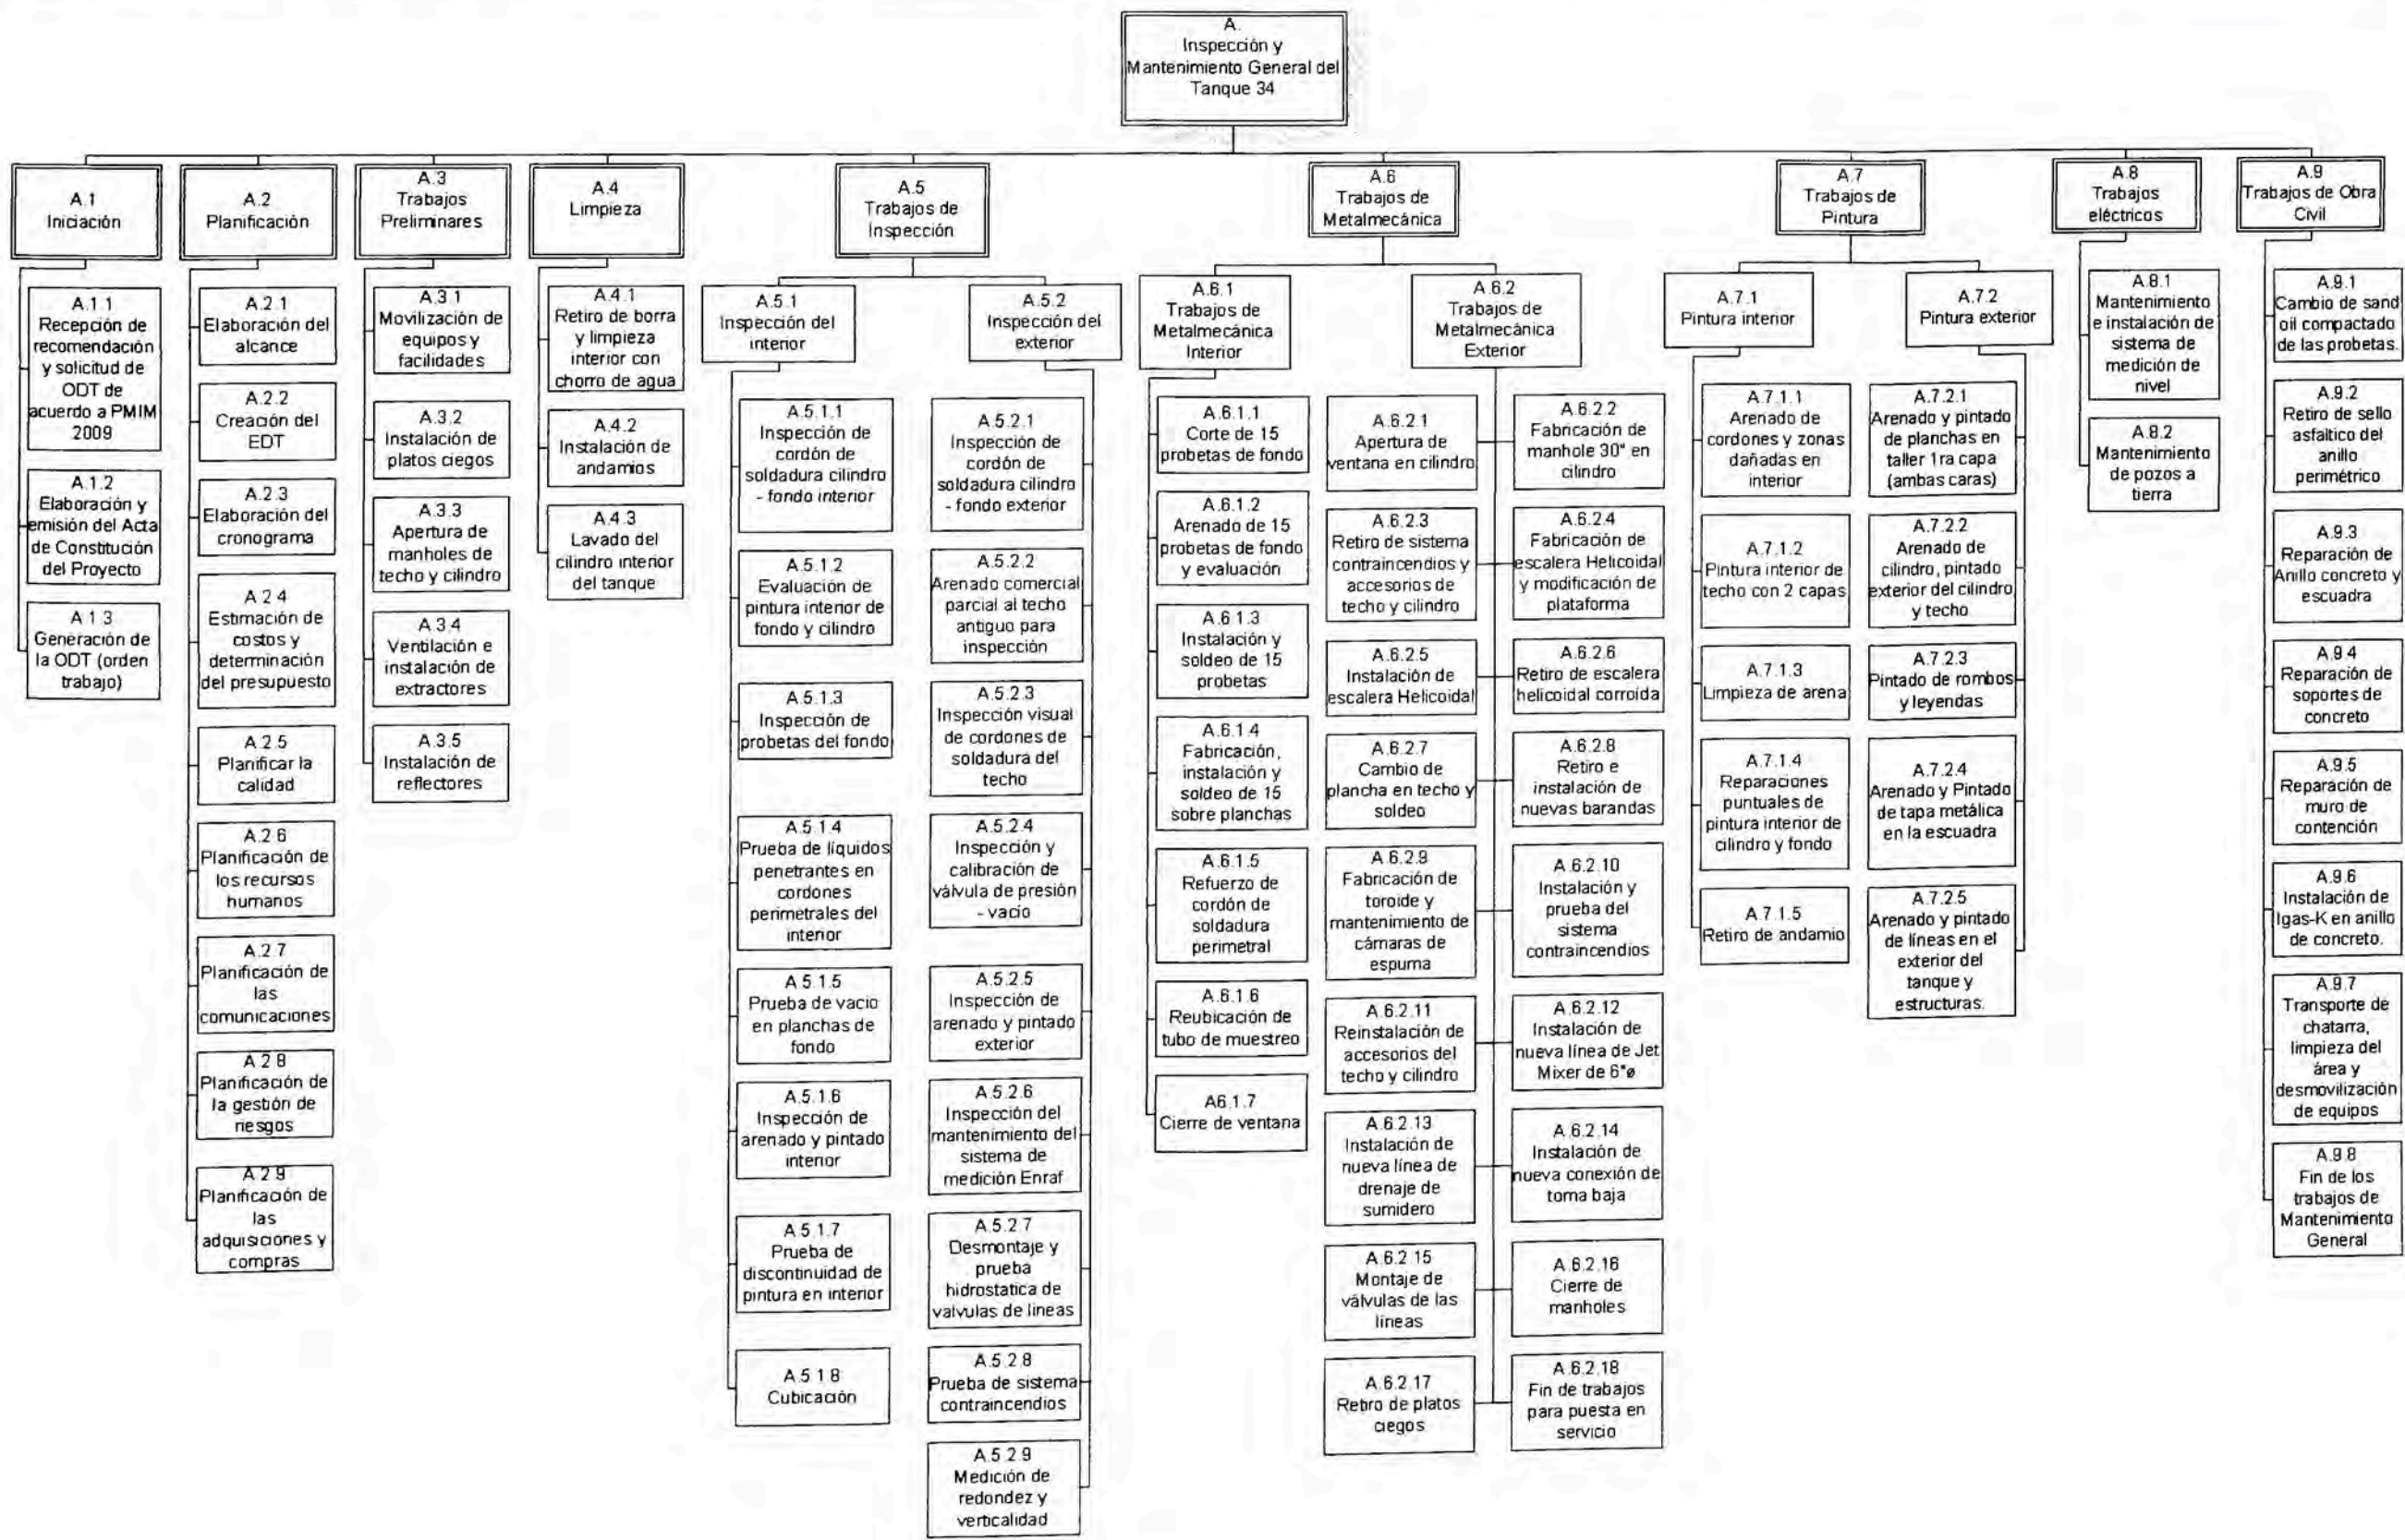 A.
Inspección y
Mantenimiento General del
Tanque 34
A.1
Iniciación
A.2
Planificación
A.3
Trabajos
Preliminares
A.4
Limpieza
A.5
Trabajos de
Inspección
A.6
Trabajos de
Metalmecánica
A.7
Trabajos de
Pintura
A.8
Trabajos
eléctricos
A.9
Trabajos de Obra
Civil
A.1.1
Recepción de
recomendación
y solicitud de
ODT de
acuerdo a PMIM
2009
A.1.2
Elaboración y
emisión del Acta
de Constitución
del Proyecto
A.1.3
Generación de
la ODT (orden
trabajo)
A.2.1
Elaboración del
alcance
A.2.2
Creación del
EDT
A.2.3
Elaboración del
cronograma
A.2.4
Estimación de
costos y
determinación
del presupuesto
A.2.5
Planificar la
calidad
A.2.6
Planificación de
los recursos
humanos
A.2.7
Planificación de
las
comunicaciones
A.2.8
Planificación de
la gestión de
riesgos
A.2.9
Planificación de
las
adquisiciones y
compras
A.3.1
Movilización de
equipos y
facilidades
A.3.2
Instalación de
platos ciegos
A.3.3
Apertura de
manholes de
techo y cilindro
A.3.4
Ventilación e
instalación de
extractores
A.3.5
Instalación de
reflectores
A.4.1
Retiro de borra
y limpieza
interior con
chorro de agua
A.4.2
Instalación de
andamios
A.4.3
Lavado del
cilindro interior
del tanque
A.5.1
Inspección del
interior
A.5.1.1
Inspección de
cordón de
soldadura cilindro
- fondo interior
A.5.1.2
Evaluación de
pintura interior de
fondo y cilindro
A.5.1.3
Inspección de
probetas del fondo
A.5.1.4
Prueba de líquidos
penetrantes en
cordones
perimetrales del
interior
A.5.1.5
Prueba de vacio
en planchas de
fondo
A.5.1.6
Inspección de
arenado y pintado
interior
A.5.1.7
Prueba de
discontinuidad de
pintura en interior
A.5.1.8
Cubicación
A.5.2
Inspección del
exterior
A.5.2.1
Inspección de
cordón de
soldadura cilindro
- fondo exterior
A.5.2.2
Arenado comercial
parcial al techo
antiguo para
inspección
A.5.2.3
Inspección visual
de cordones de
soldadura del
techo
A.5.2.4
Inspección y
calibración de
válvula de presión
- vacío
A.5.2.5
Inspección de
arenado y pintado
exterior
A.5.2.6
Inspección del
mantenimiento del
sistema de
medición Enraf
A.5.2.7
Desmontaje y
prueba
hidrostatica de
valvulas de lineas
A.5.2.8
Prueba de sistema
contraincendios
A.5.2.9
Medición de
redondez y
verticalidad
A.6.1
Trabajos de
Metalmecánica
Interior
A.6.1.1
Corte de 15
probetas de fondo
A.6.1.2
Arenado de 15
probetas de fondo
y evaluación
A.6.1.3
Instalación y
soldeo de 15
probetas
A.6.1.4
Fabricación,
instalación y
soldeo de 15
sobre planchas
A.6.1.5
Refuerzo de
cordón de
soldadura
perimetral
A.6.1.6
Reubicación de
tubo de muestreo
A6.1.7
Cierre de ventana
A.6.2
Trabajos de
Metalmecánica
Exterior
A.6.2.1
Apertura de
ventana en cilindro
A.6.2.2
Fabricación de
manhole 30" en
cilindro
A.6.2.3
Retiro de sistema
contraincendios y
accesorios de
techo y cilindro
A.6.2.4
Fabricación de
escalera Helicoidal
y modificación de
plataforma
A.6.2.5
Instalación de
escalera Helicoidal
A.6.2.6
Retiro de escalera
helicoidal corroída
A.6.2.7
Cambio de
plancha en techo y
soldeo
A.6.2.8
Retiro e
instalación de
nuevas barandas
A.6.2.9
Fabricación de
toroide y
mantenimiento de
cámaras de
espuma
A.6.2.10
Instalación y
prueba del
sistema
contraincendios
A.6.2.11
Reinstalación de
accesorios del
techo y cilindro
A.6.2.12
Instalación de
nueva línea de Jet
Mixer de 6"ø
A.6.2.13
Instalación de
nueva línea de
drenaje de
sumidero
A.6.2.14
Instalación de
nueva conexión de
toma baja
A.6.2.15
Montaje de
válvulas de las
líneas
A.6.2.16
Cierre de
manholes
A.6.2.17
Retiro de platos
ciegos
A.6.2.18
Fin de trabajos
para puesta en
servicio
A.7.1
Pintura interior
A.7.1.1
Arenado de
cordones y zonas
dañadas en
interior
A.7.1.2
Pintura interior de
techo con 2 capas
A.7.1.3
Limpieza de arena
A.7.1.4
Reparaciones
puntuales de
pintura interior de
cilindro y fondo
A.7.1.5
Retiro de andamio
A.7.2
Pintura exterior
A.7.2.1
Arenado y pintado
de planchas en
taller 1ra capa
(ambas caras)
A.7.2.2
Arenado de
cilindro, pintado
exterior del cilindro
y techo
A.7.2.3
Pintado de rombos
y leyendas
A.7.2.4
Arenado y Pintado
de tapa metálica
en la escuadra
A.7.2.5
Arenado y pintado
de líneas en el
exterior del
tanque y
estructuras.
A.8.1
Mantenimiento
e instalación de
sistema de
medición de
nivel
A.8.2
Mantenimiento
de pozos a
tierra
A.9.1
Cambio de sand
oil compactado
de las probetas.
A.9.2
Retiro de sello
asfaltico del
anillo
perimétrico
A.9.3
Reparación de
Anillo concreto y
escuadra
A.9.4
Reparación de
soportes de
concreto
A.9.5
Reparación de
muro de
contención
A.9.6
Instalación de
Igas-K en anillo
de concreto.
A.9.7
Transporte de
chatarra,
limpieza del
área y
desmovilización
de equipos
A.9.8
Fin de los
trabajos de
Mantenimiento
General